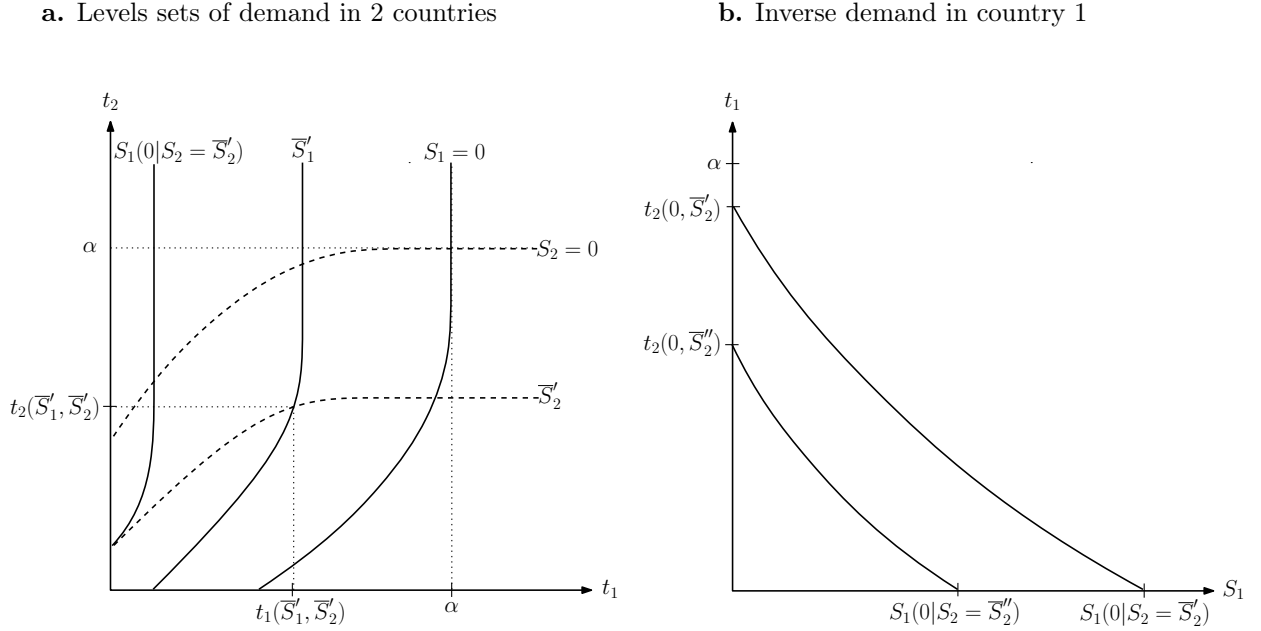 a. Levels sets of demand in 2 countries
t₂
S₁(0|S₂ = S̅′₂)
S̅′₁
S₁ = 0
α
S₂ = 0
t₂(S̅′₁, S̅′₂)
S̅′₂
t₁
t₁(S̅′₁, S̅′₂)
α
b. Inverse demand in country 1
t₁
α
t₂(0, S̅′₂)
t₂(0, S̅″₂)
S₁
S₁(0|S₂ = S̅″₂)
S₁(0|S₂ = S̅′₂)